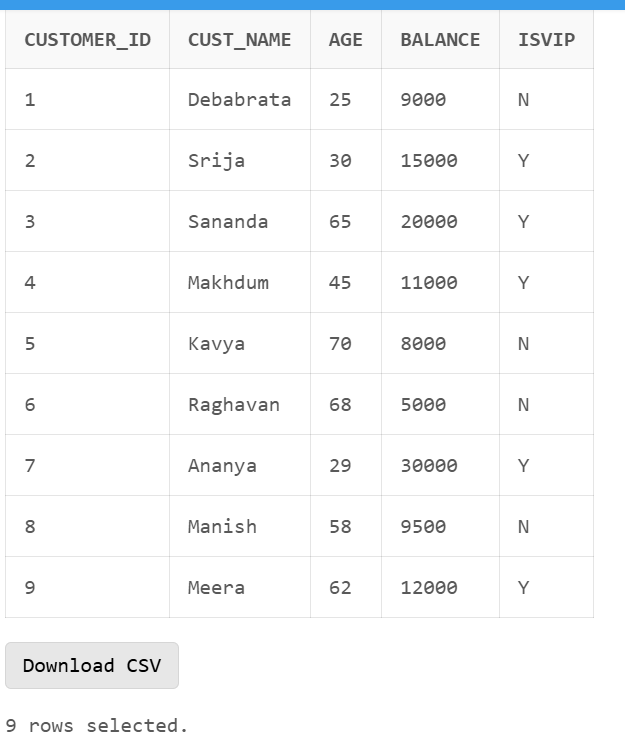 CUSTOMER_ID CUST_NAME AGE BALANCE ISVIP
1 Debabrata 25 9000 N
2 Srija 30 15000 Y
3 Sananda 65 20000 Y
4 Makhdum 45 11000 Y
5 Kavya 70 8000 N
6 Raghavan 68 5000 N
7 Ananya 29 30000 Y
8 Manish 58 9500 N
9 Meera 62 12000 Y
Download CSV
9 rows selected.